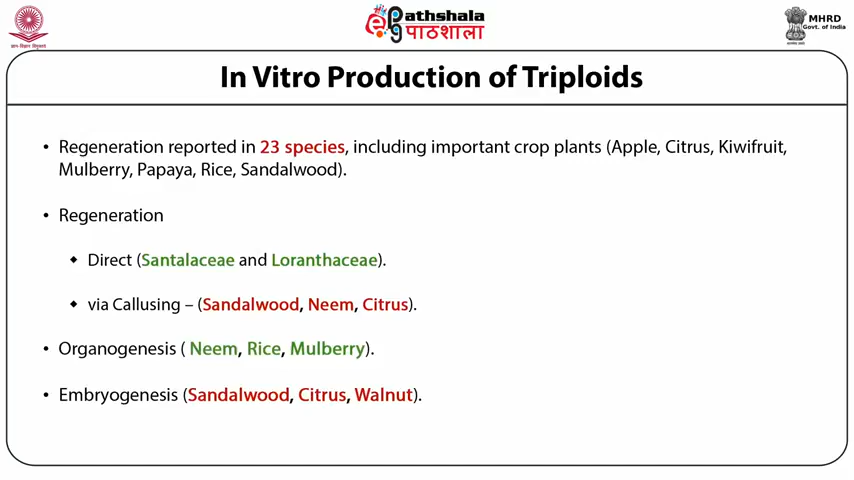 ePathshala
पाठशाला
MHRD
Govt. of India
In Vitro Production of Triploids
• Regeneration reported in 23 species, including important crop plants (Apple, Citrus, Kiwifruit,
Mulberry, Papaya, Rice, Sandalwood).
• Regeneration
◆ Direct (Santalaceae and Loranthaceae).
◆ via Callusing – (Sandalwood, Neem, Citrus).
• Organogenesis ( Neem, Rice, Mulberry).
• Embryogenesis (Sandalwood, Citrus, Walnut).